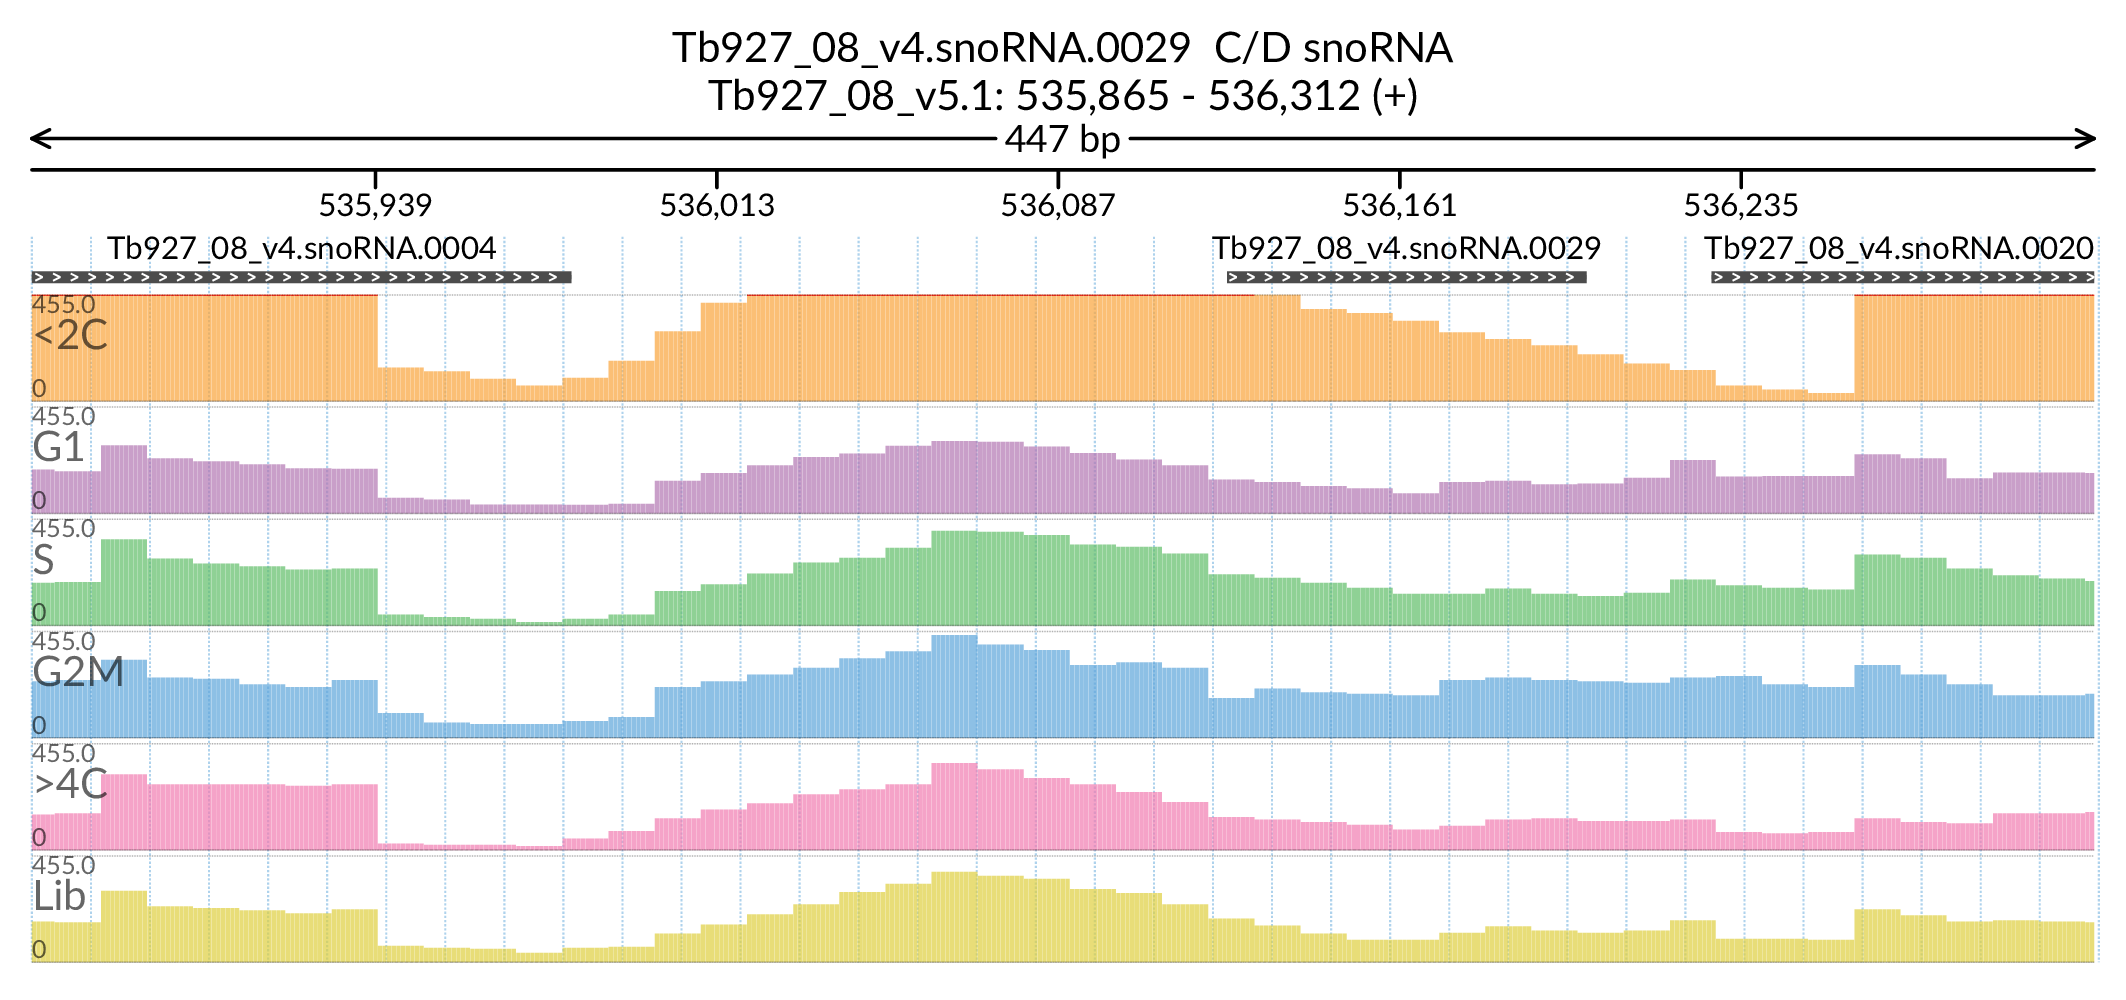 Tb927_08_v4.snoRNA.0029  C/D snoRNA
Tb927_08_v5.1: 535,865 - 536,312 (+)
447 bp
535,939 536,013 536,087 536,161 536,235
Tb927_08_v4.snoRNA.0004 Tb927_08_v4.snoRNA.0029 Tb927_08_v4.snoRNA.0020
455.0
<2C
0
455.0
G1
0
455.0
S
0
455.0
G2M
0
455.0
>4C
0
455.0
Lib
0